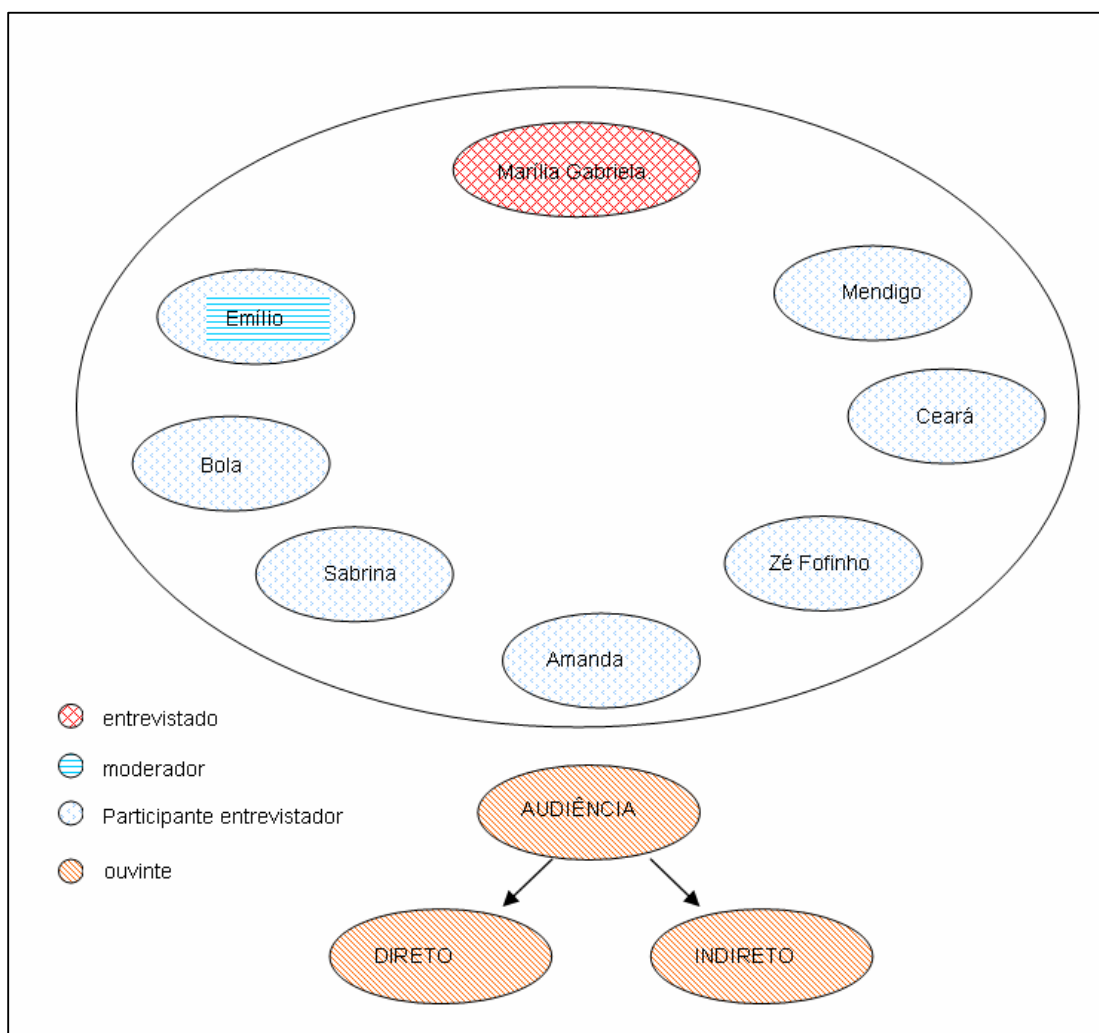 Marília Gabriela.
Mendigo
Emílio
Ceará
Bola
Zé Fofinho
Sabrina
Amanda
entrevistado
moderador
Participante entrevistador
ouvinte
AUDIÊNCIA
DIRETO
INDIRETO